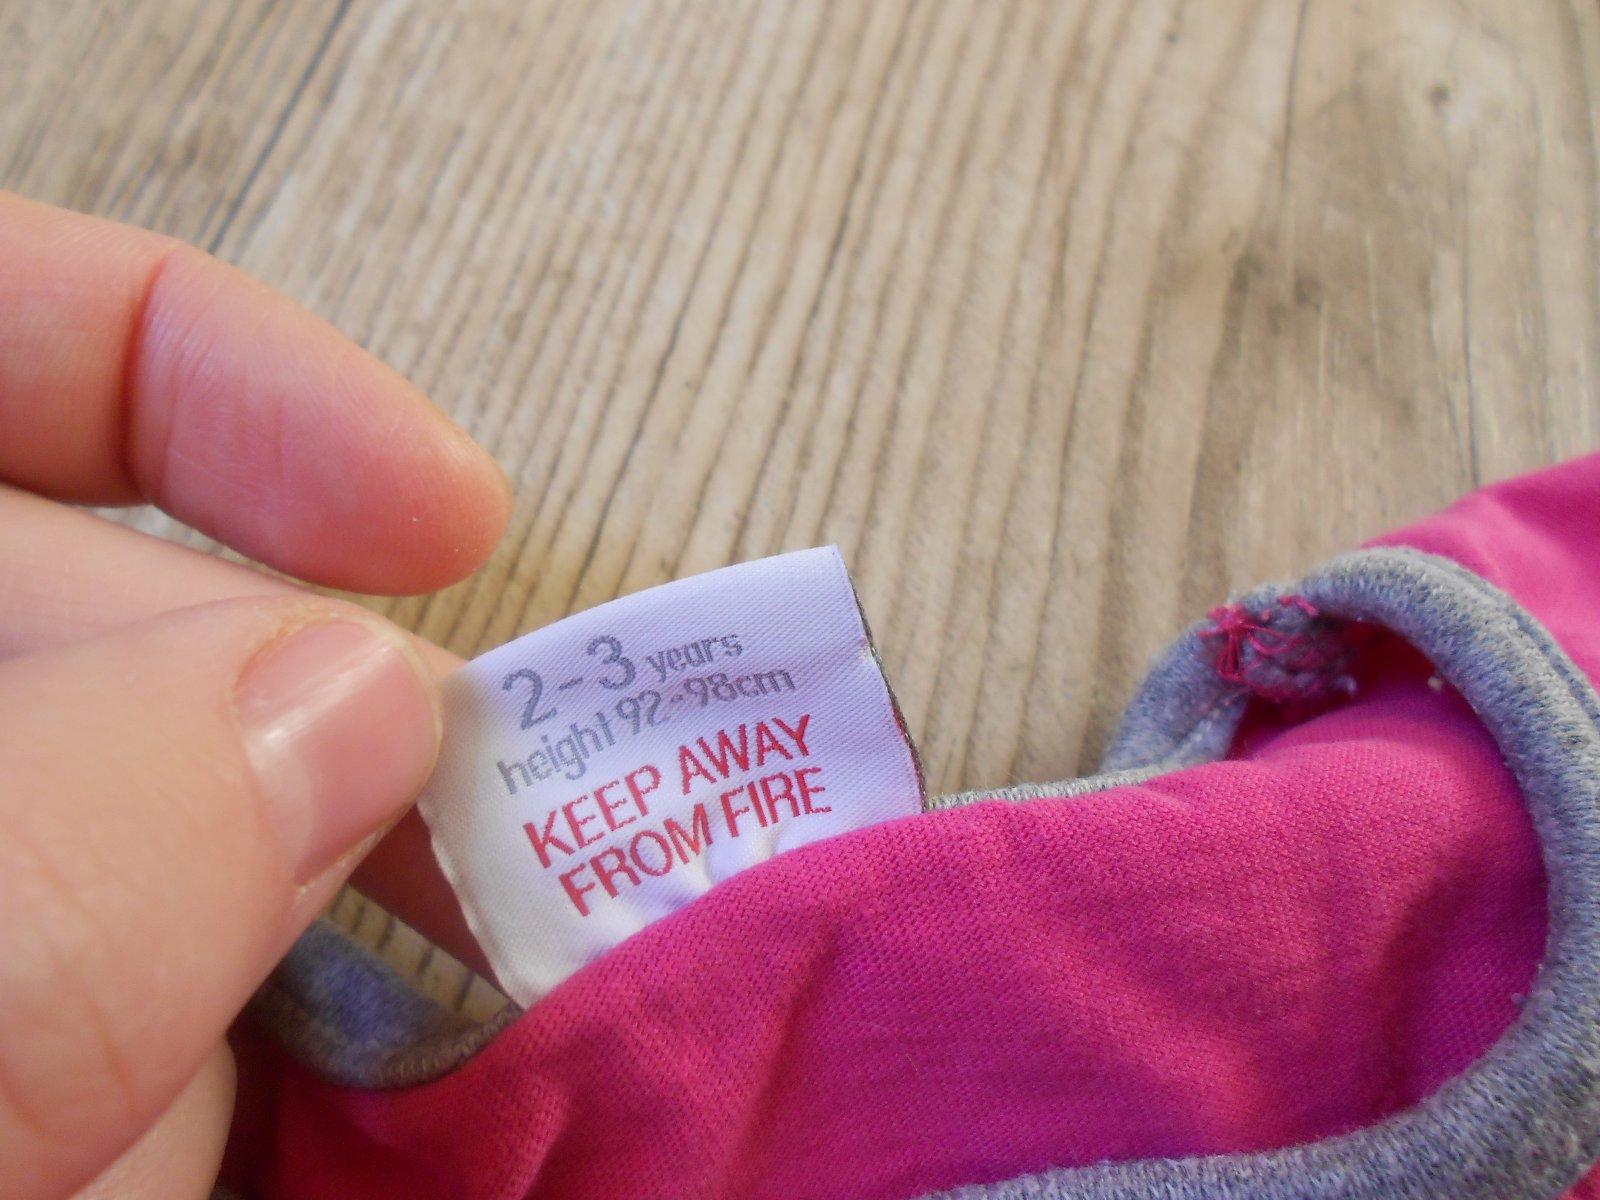 2-3 years
height 92-98cm
KEEP AWAY
FROM FIRE